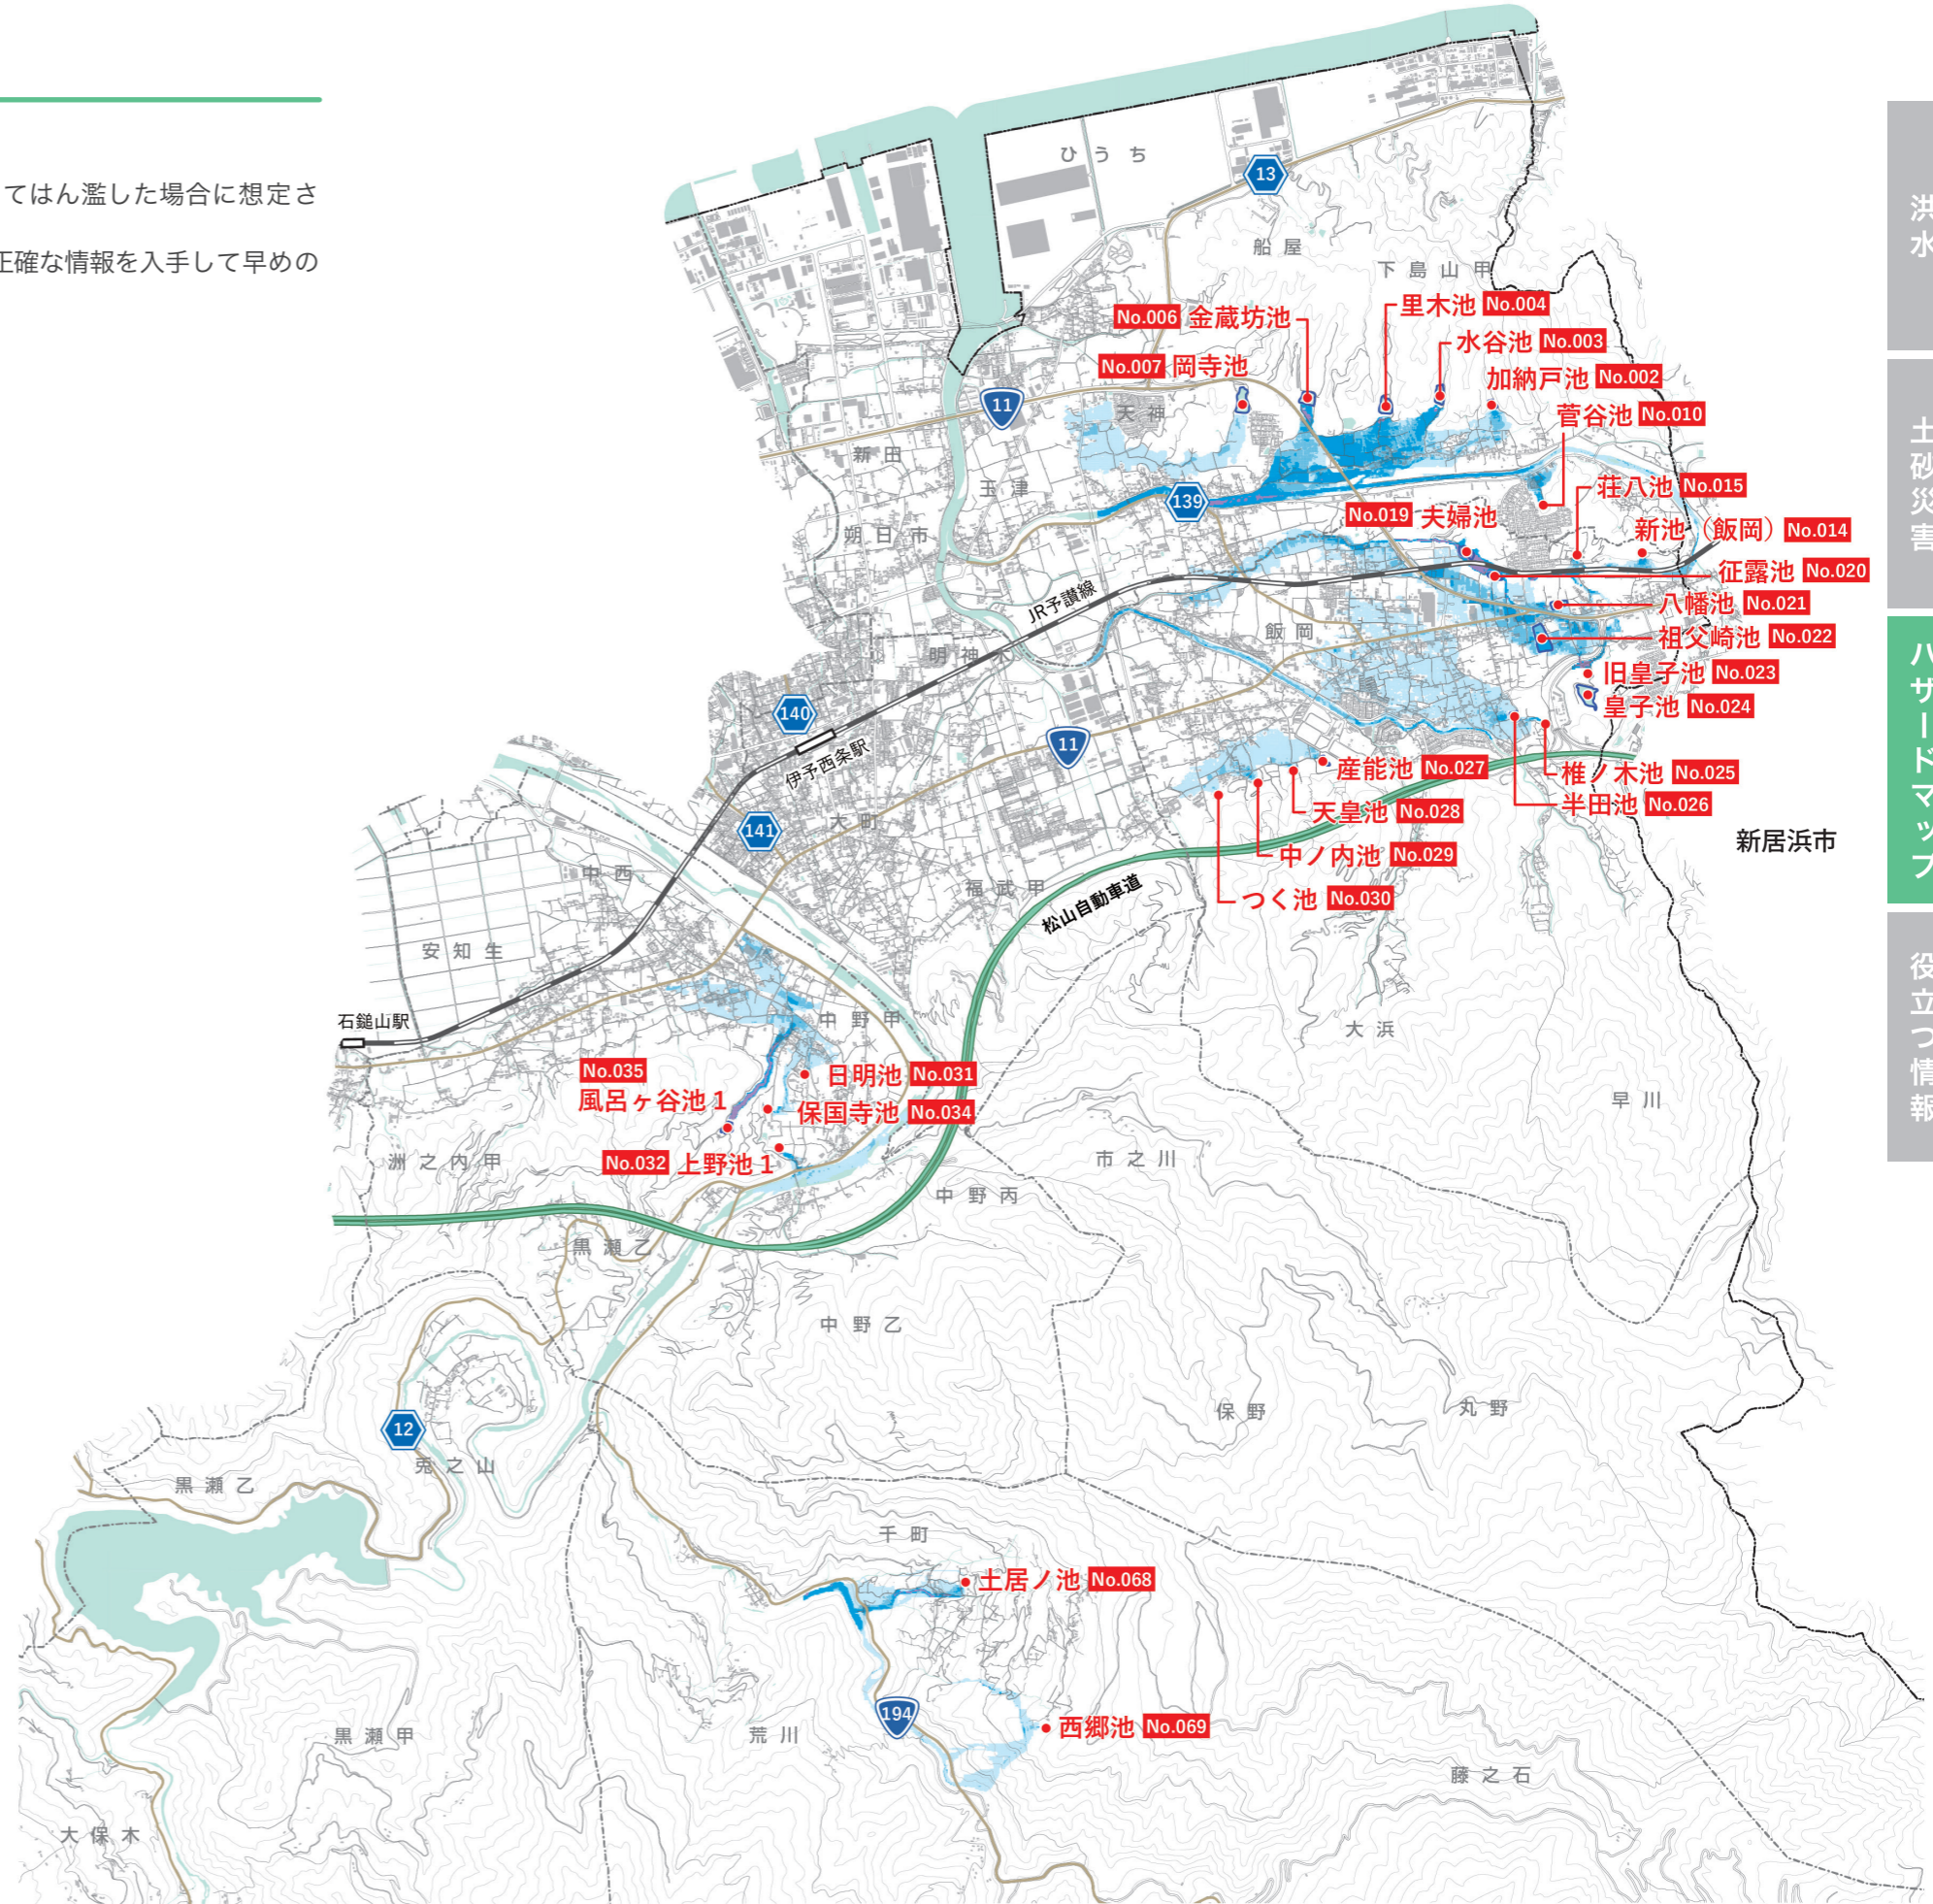 てはん濫した場合に想定さ
正確な情報を入手して早めの
ひうち
13
船屋
下島山甲
No.006 金蔵坊池
里木池 No.004
水谷池 No.003
No.007 岡寺池
加納戸池 No.002
11
天神
菅谷池 No.010
新田
玉津
荘八池 No.015
139
No.019 夫婦池
朔日市
新池（飯岡） No.014
征露池 No.020
JR予讃線
八幡池 No.021
飯岡
祖父崎池 No.022
明神木
旧皇子池 No.023
皇子池 No.024
140
伊予西条駅
11
産能池 No.027
椎ノ木池 No.025
天皇池 No.028
半田池 No.026
141
大町
新居浜市
中ノ内池 No.029
中西
福武甲
松山自動車道
つく池 No.030
安知生
石鎚山駅
中野甲
大浜
No.035
風呂ヶ谷池 1
日明池 No.031
保国寺池 No.034
早川
洲之内甲
No.032 上野池 1
市之川
中野丙
黒瀬乙
中野乙
保野
丸野
12
兎之山
黒瀬乙
千町
土居ノ池 No.068
194
西郷池 No.069
黒瀬甲
荒川
藤之石
大保木
洪水
土砂災害
ハザードマップ
役立つ情報